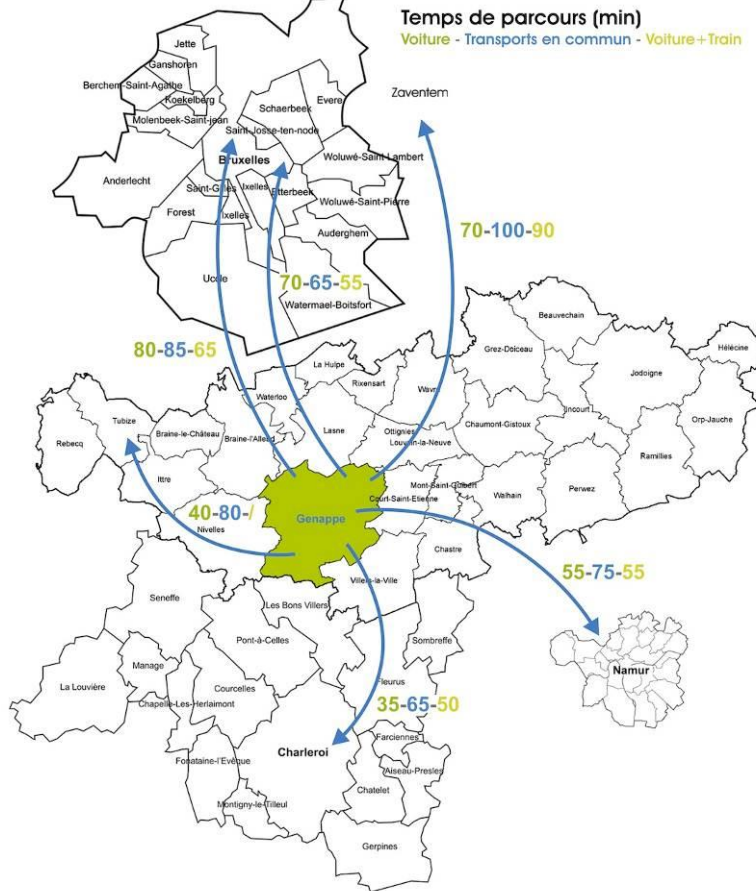 Temps de parcours (min)
Voiture - Transports en commun - Voiture+Train
Jette
Ganshoren
Berchem-Saint-Agathe
Koekelberg
Molenbeek-Saint-jean
Schaerbeek
Evere
Zaventem
Saint-Josse-ten-node
Bruxelles
Woluwé-Saint-Lambert
Anderlecht
Saint-Gilles
Ixelles
Etterbeek
Woluwé-Saint-Pierre
Forest
Ixelles
Auderghem
Uccle
Watermael-Boitsfort
70-100-90
70-65-55
80-85-65
Beauvechain
La Hulpe
Rixensart
Wavre
Grez-Doiceau
Hélécine
Jodoigne
Waterloo
Tubize
Braine-le-Château
Braine-l'Alleud
Lasne
Ottignies
Louvain-la-Neuve
Chaumont-Gistoux
Incourt
Orp-Jauche
Rebecq
Ittre
Ramillies
Mont-Saint-Guibert
Court-Saint-Etienne
Walhain
Perwez
40-80-/
Nivelles
Genappe
Chastre
Villers-la-Ville
55-75-55
Seneffe
Les Bons Villers
Pont-à-Celles
Sombreffe
Manage
La Louvière
Courcelles
Chapelle-Les-Herlaimont
Fleurus
Namur
35-65-50
Farciennes
Charleroi
Fonataine-l'Evêque
Aiseau-Presles
Chatelet
Montigny-le-Tilleul
Gerpines